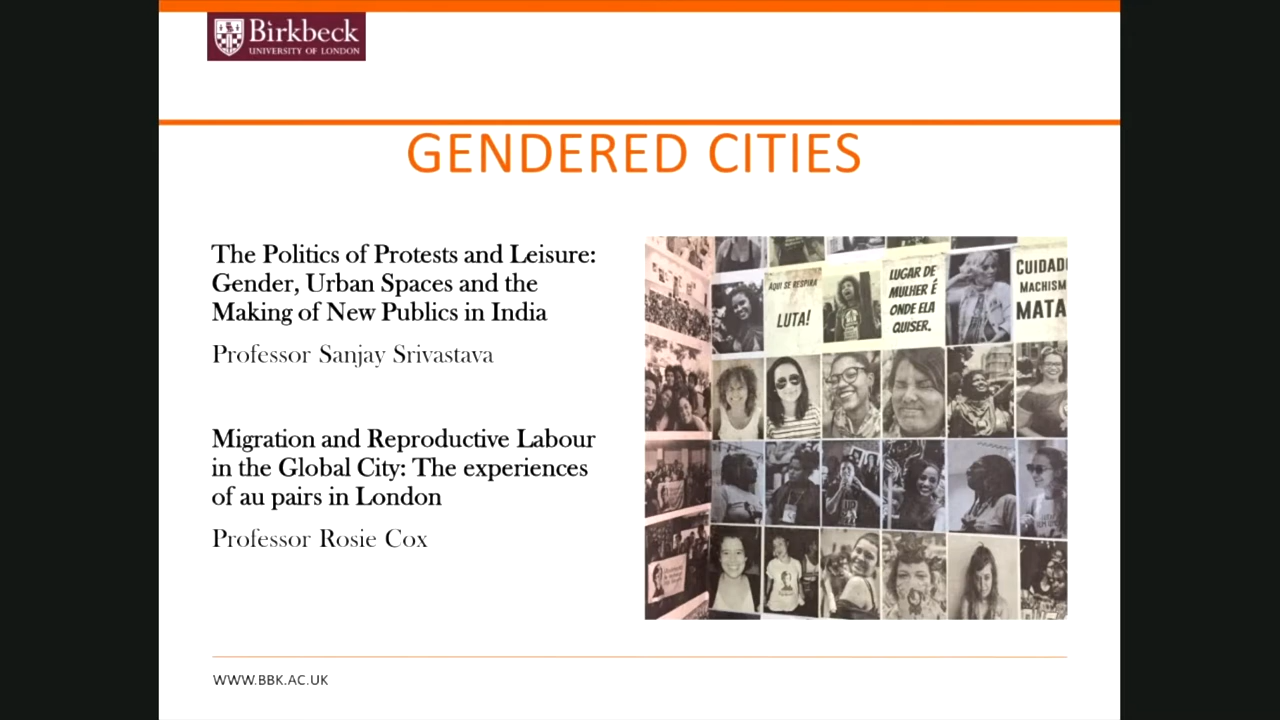 Birkbeck
UNIVERSITY OF LONDON
GENDERED CITIES
The Politics of Protests and Leisure:
Gender, Urban Spaces and the
Making of New Publics in India
Professor Sanjay Srivastava
Migration and Reproductive Labour
in the Global City: The experiences
of au pairs in London
Professor Rosie Cox
AQUI SE RESPIRA
LUTA!
LUGAR DE
MULHER É
ONDE ELA
QUISER.
CUIDADO
MACHISM
MATA
WWW.BBK.AC.UK